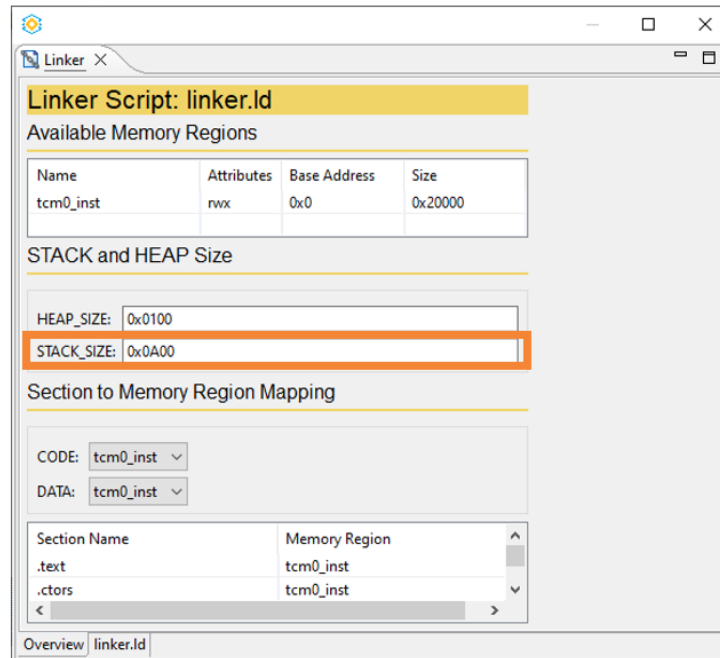 Linker
Linker Script: linker.ld
Available Memory Regions
Name Attributes Base Address Size
tcm0_inst rwx 0x0 0x20000
STACK and HEAP Size
HEAP_SIZE: 0x0100
STACK_SIZE: 0x0A00
Section to Memory Region Mapping
CODE: tcm0_inst
DATA: tcm0_inst
Section Name Memory Region
.text tcm0_inst
.ctors tcm0_inst
Overview linker.ld